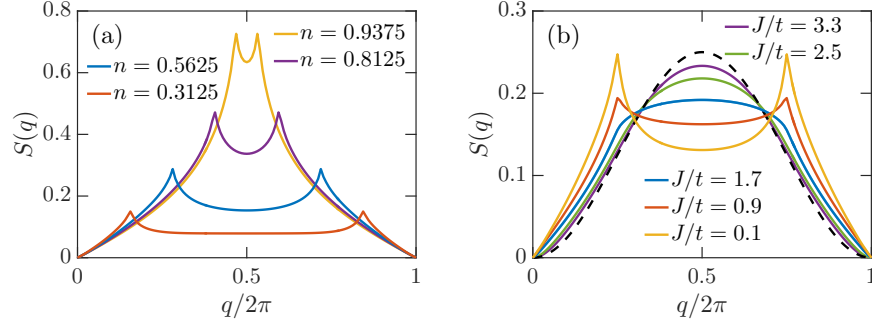 (a)
n = 0.9375
n = 0.8125
n = 0.5625
n = 0.3125
S(q)
0.8
0.6
0.4
0.2
0
0
0.5
1
q/2π
(b)
J/t = 3.3
J/t = 2.5
J/t = 1.7
J/t = 0.9
J/t = 0.1
S(q)
0.3
0.2
0.1
0
0
0.5
1
q/2π